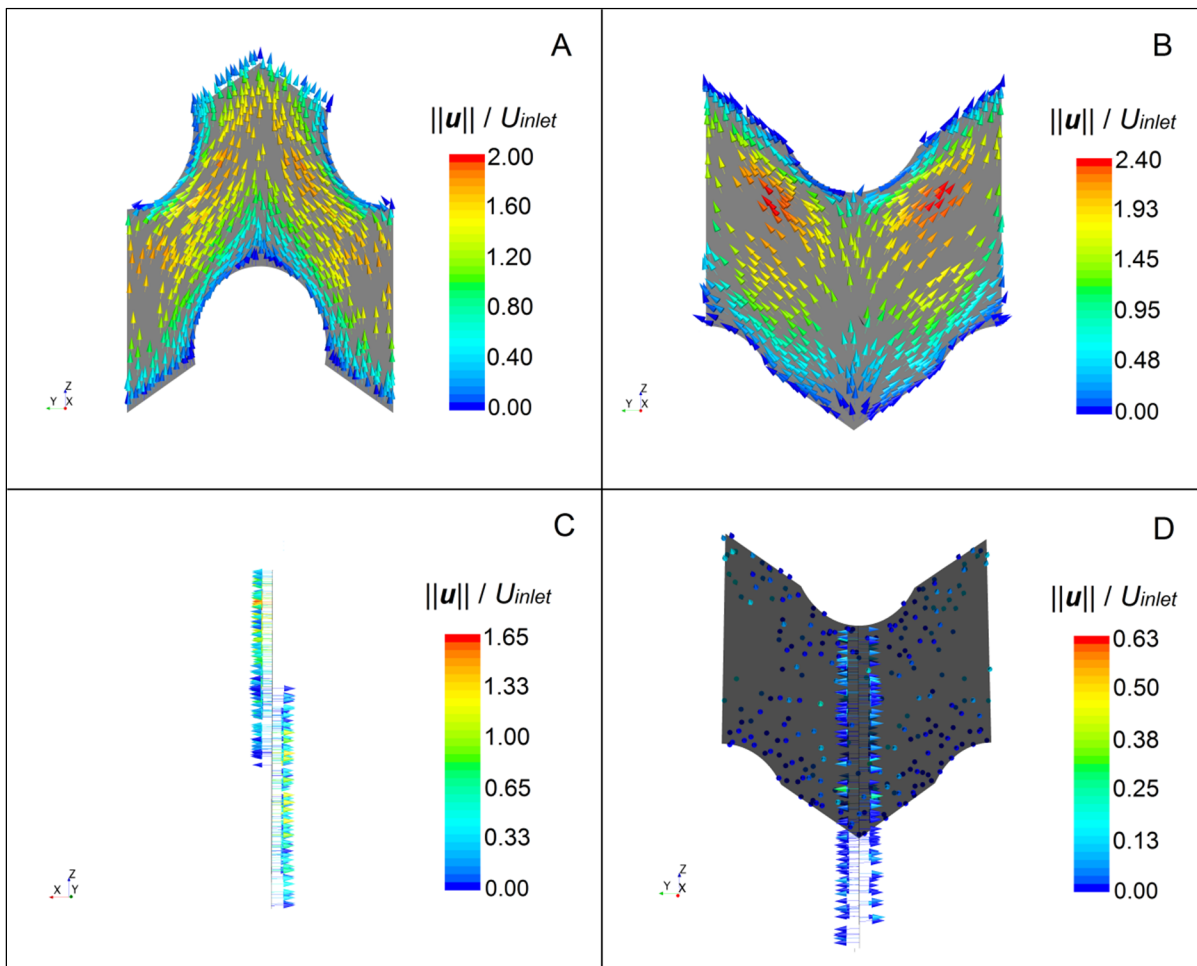 A
||u|| / Uinlet
2.00
1.60
1.20
0.80
0.40
0.00
Z
Y X
B
||u|| / Uinlet
2.40
1.93
1.45
0.95
0.48
0.00
Z
Y X
C
||u|| / Uinlet
1.65
1.33
1.00
0.65
0.33
0.00
Z
X Y
D
||u|| / Uinlet
0.63
0.50
0.38
0.25
0.13
0.00
Z
Y X